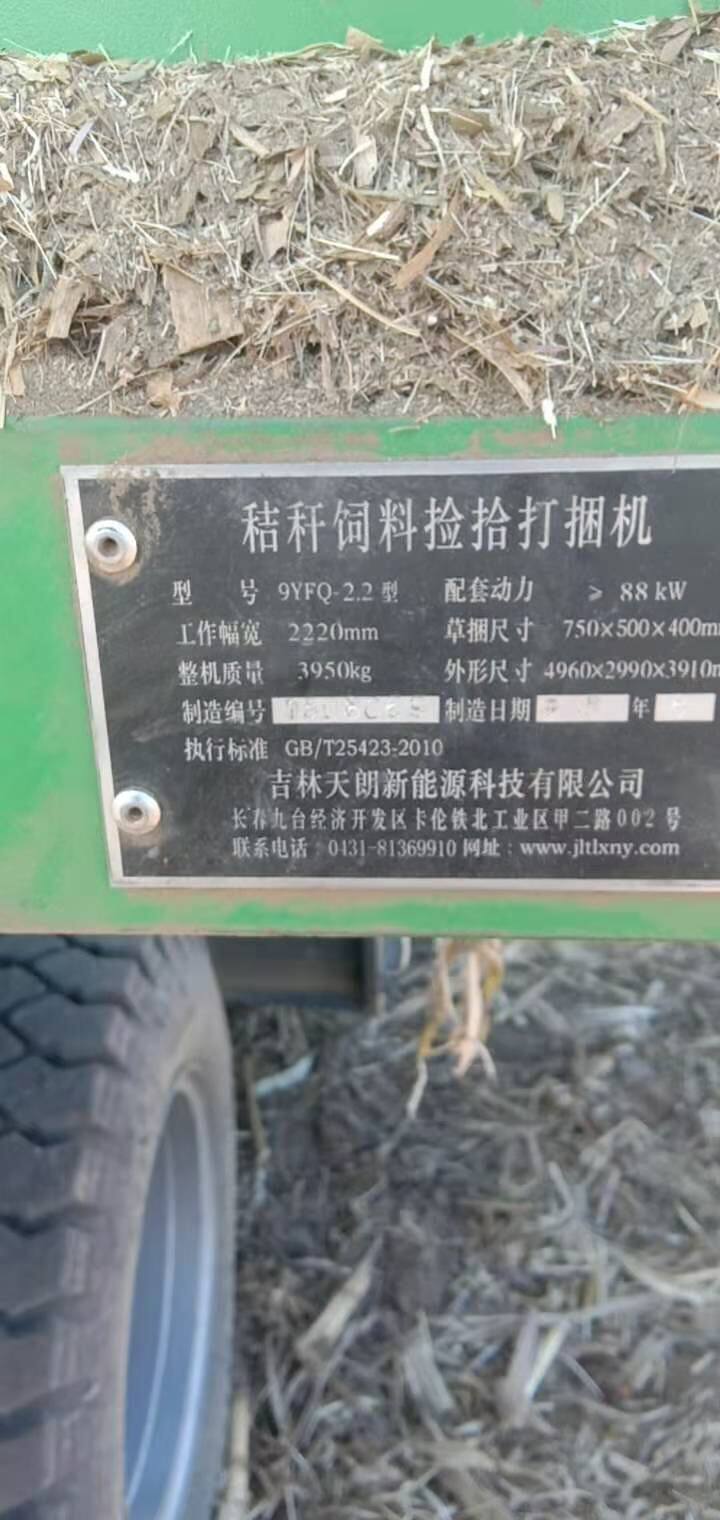 秸秆饲料捡拾打捆机
型 号 9YFQ-2.2型 配套动力 ≥ 88 kW
工作幅宽 2220mm 草捆尺寸 750×500×400mm
整机质量 3950kg 外形尺寸 4960×2990×3910m
制造编号 制造日期 年
执行标准 GB/T25423-2010
吉林天朗新能源科技有限公司
长春九台经济开发区卡伦铁北工业区甲二路002号
联系电话：0431-81369910 网址：www.jltlxny.com